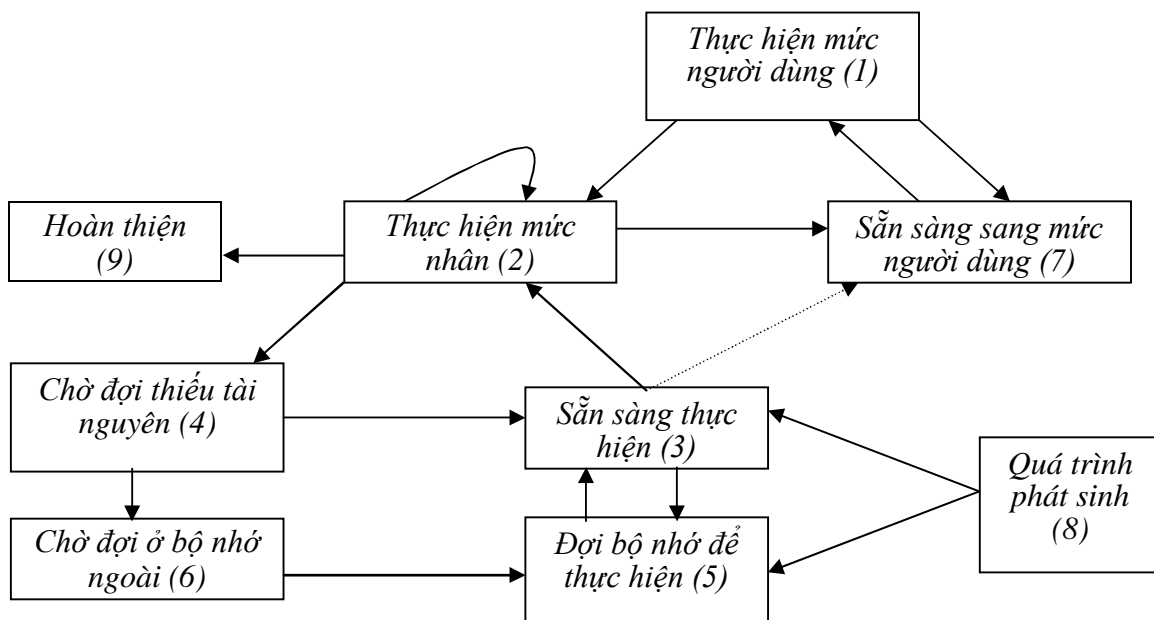 Thực hiện mức
người dùng (1)
Hoàn thiện
(9)
Thực hiện mức
nhân (2)
Sẵn sàng sang mức
người dùng (7)
Chờ đợi thiếu tài
nguyên (4)
Sẵn sàng thực
hiện (3)
Quá trình
phát sinh
(8)
Chờ đợi ở bộ nhớ
ngoài (6)
Đợi bộ nhớ để
thực hiện (5)